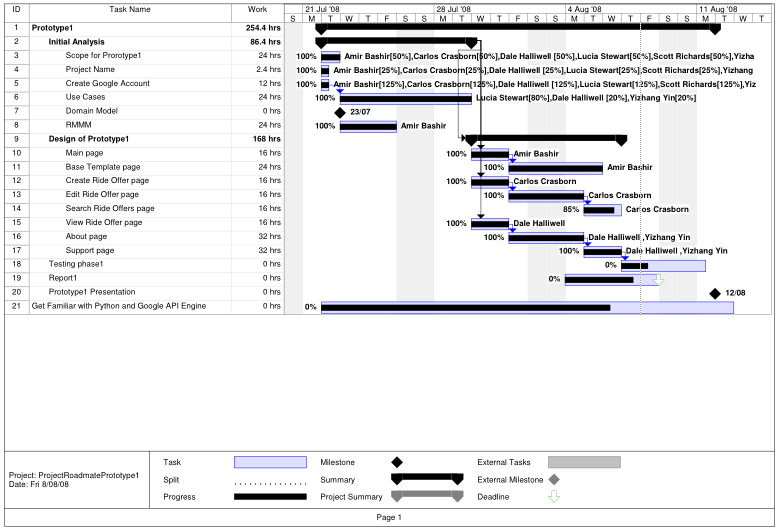 ID Task Name Work 21 Jul '08 28 Jul '08 4 Aug '08 11 Aug '08
S M T W T F S S M T W T F S S M T W T F S S M T W T
1 Prototype1 254.4 hrs
2 Initial Analysis 86.4 hrs
3 Scope for Prorotype1 24 hrs 100% Amir Bashir[50%],Carlos Crasborn[50%],Dale Halliwell [50%],Lucia Stewart[50%],Scott Richards[50%],Yizha
4 Project Name 2.4 hrs 100% Amir Bashir[25%],Carlos Crasborn[25%],Dale Halliwell [25%],Lucia Stewart[25%],Scott Richards[25%],Yizhang
5 Create Google Account 12 hrs 100% Amir Bashir[125%],Carlos Crasborn[125%],Dale Halliwell [125%],Lucia Stewart[125%],Scott Richards[125%],Yiz
6 Use Cases 24 hrs 100% Lucia Stewart[80%],Dale Halliwell [20%],Yizhang Yin[20%]
7 Domain Model 0 hrs 23/07
8 RMMM 24 hrs 100% Amir Bashir
9 Design of Prototype1 168 hrs
10 Main page 16 hrs 100% Amir Bashir
11 Base Template page 24 hrs 100% Amir Bashir
12 Create Ride Offer page 16 hrs 100% Carlos Crasborn
13 Edit Ride Offer page 16 hrs 100% Carlos Crasborn
14 Search Ride Offers page 16 hrs 85% Carlos Crasborn
15 View Ride Offer page 16 hrs 100% Dale Halliwell
16 About page 32 hrs 100% Dale Halliwell ,Yizhang Yin
17 Support page 32 hrs 100% Dale Halliwell ,Yizhang Yin
18 Testing phase1 0 hrs 0%
19 Report1 0 hrs 0%
20 Prototype1 Presentation 0 hrs 12/08
21 Get Familiar with Python and Google API Engine 0 hrs 0%
Project: ProjectRoadmatePrototype1
Date: Fri 8/08/08
Task Milestone External Tasks
Split Summary External Milestone
Progress Project Summary Deadline
Page 1